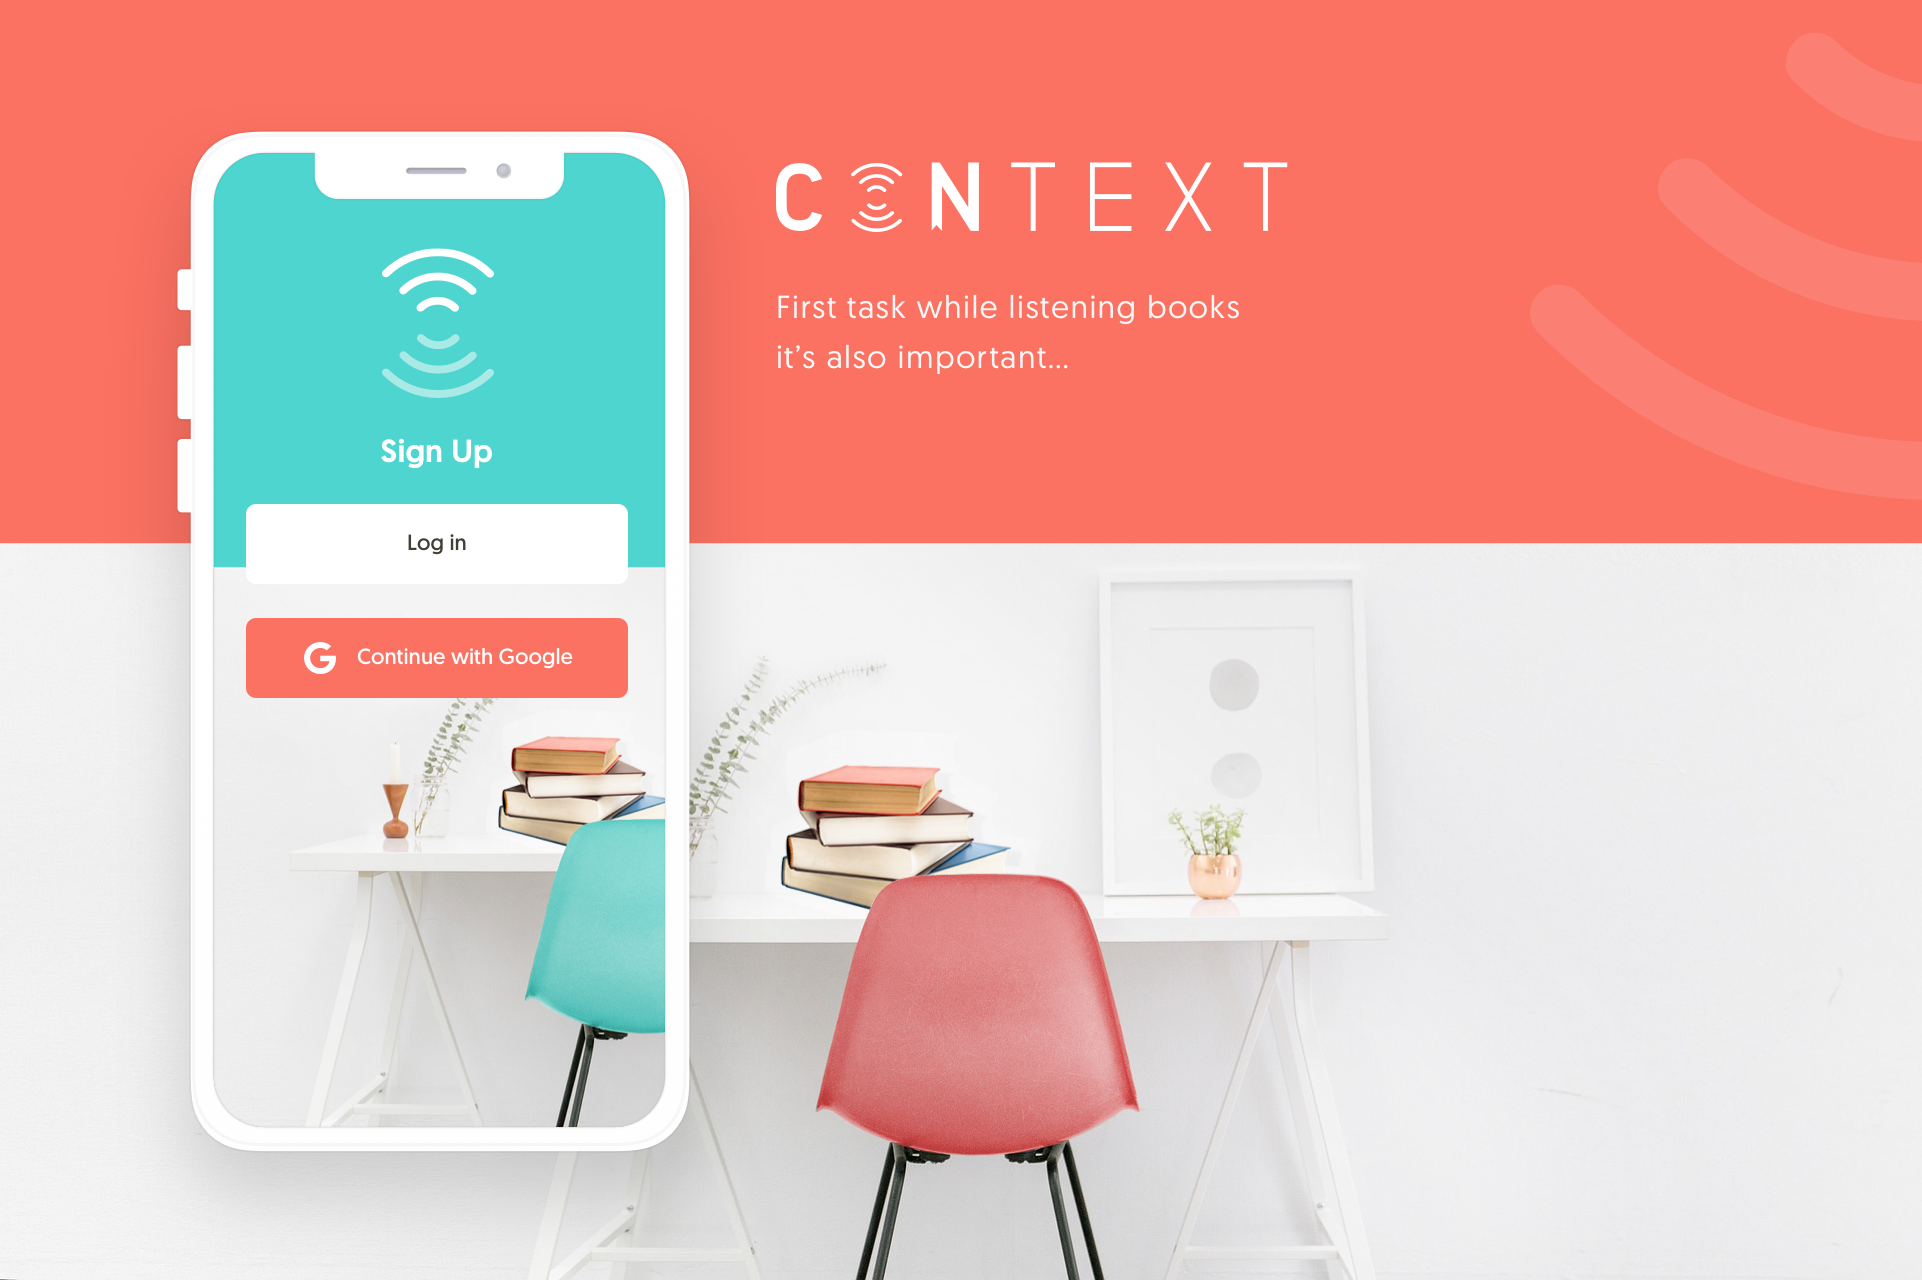 CONTEXT
First task while listening books
it’s also important...
Sign Up
Log in
G Continue with Google